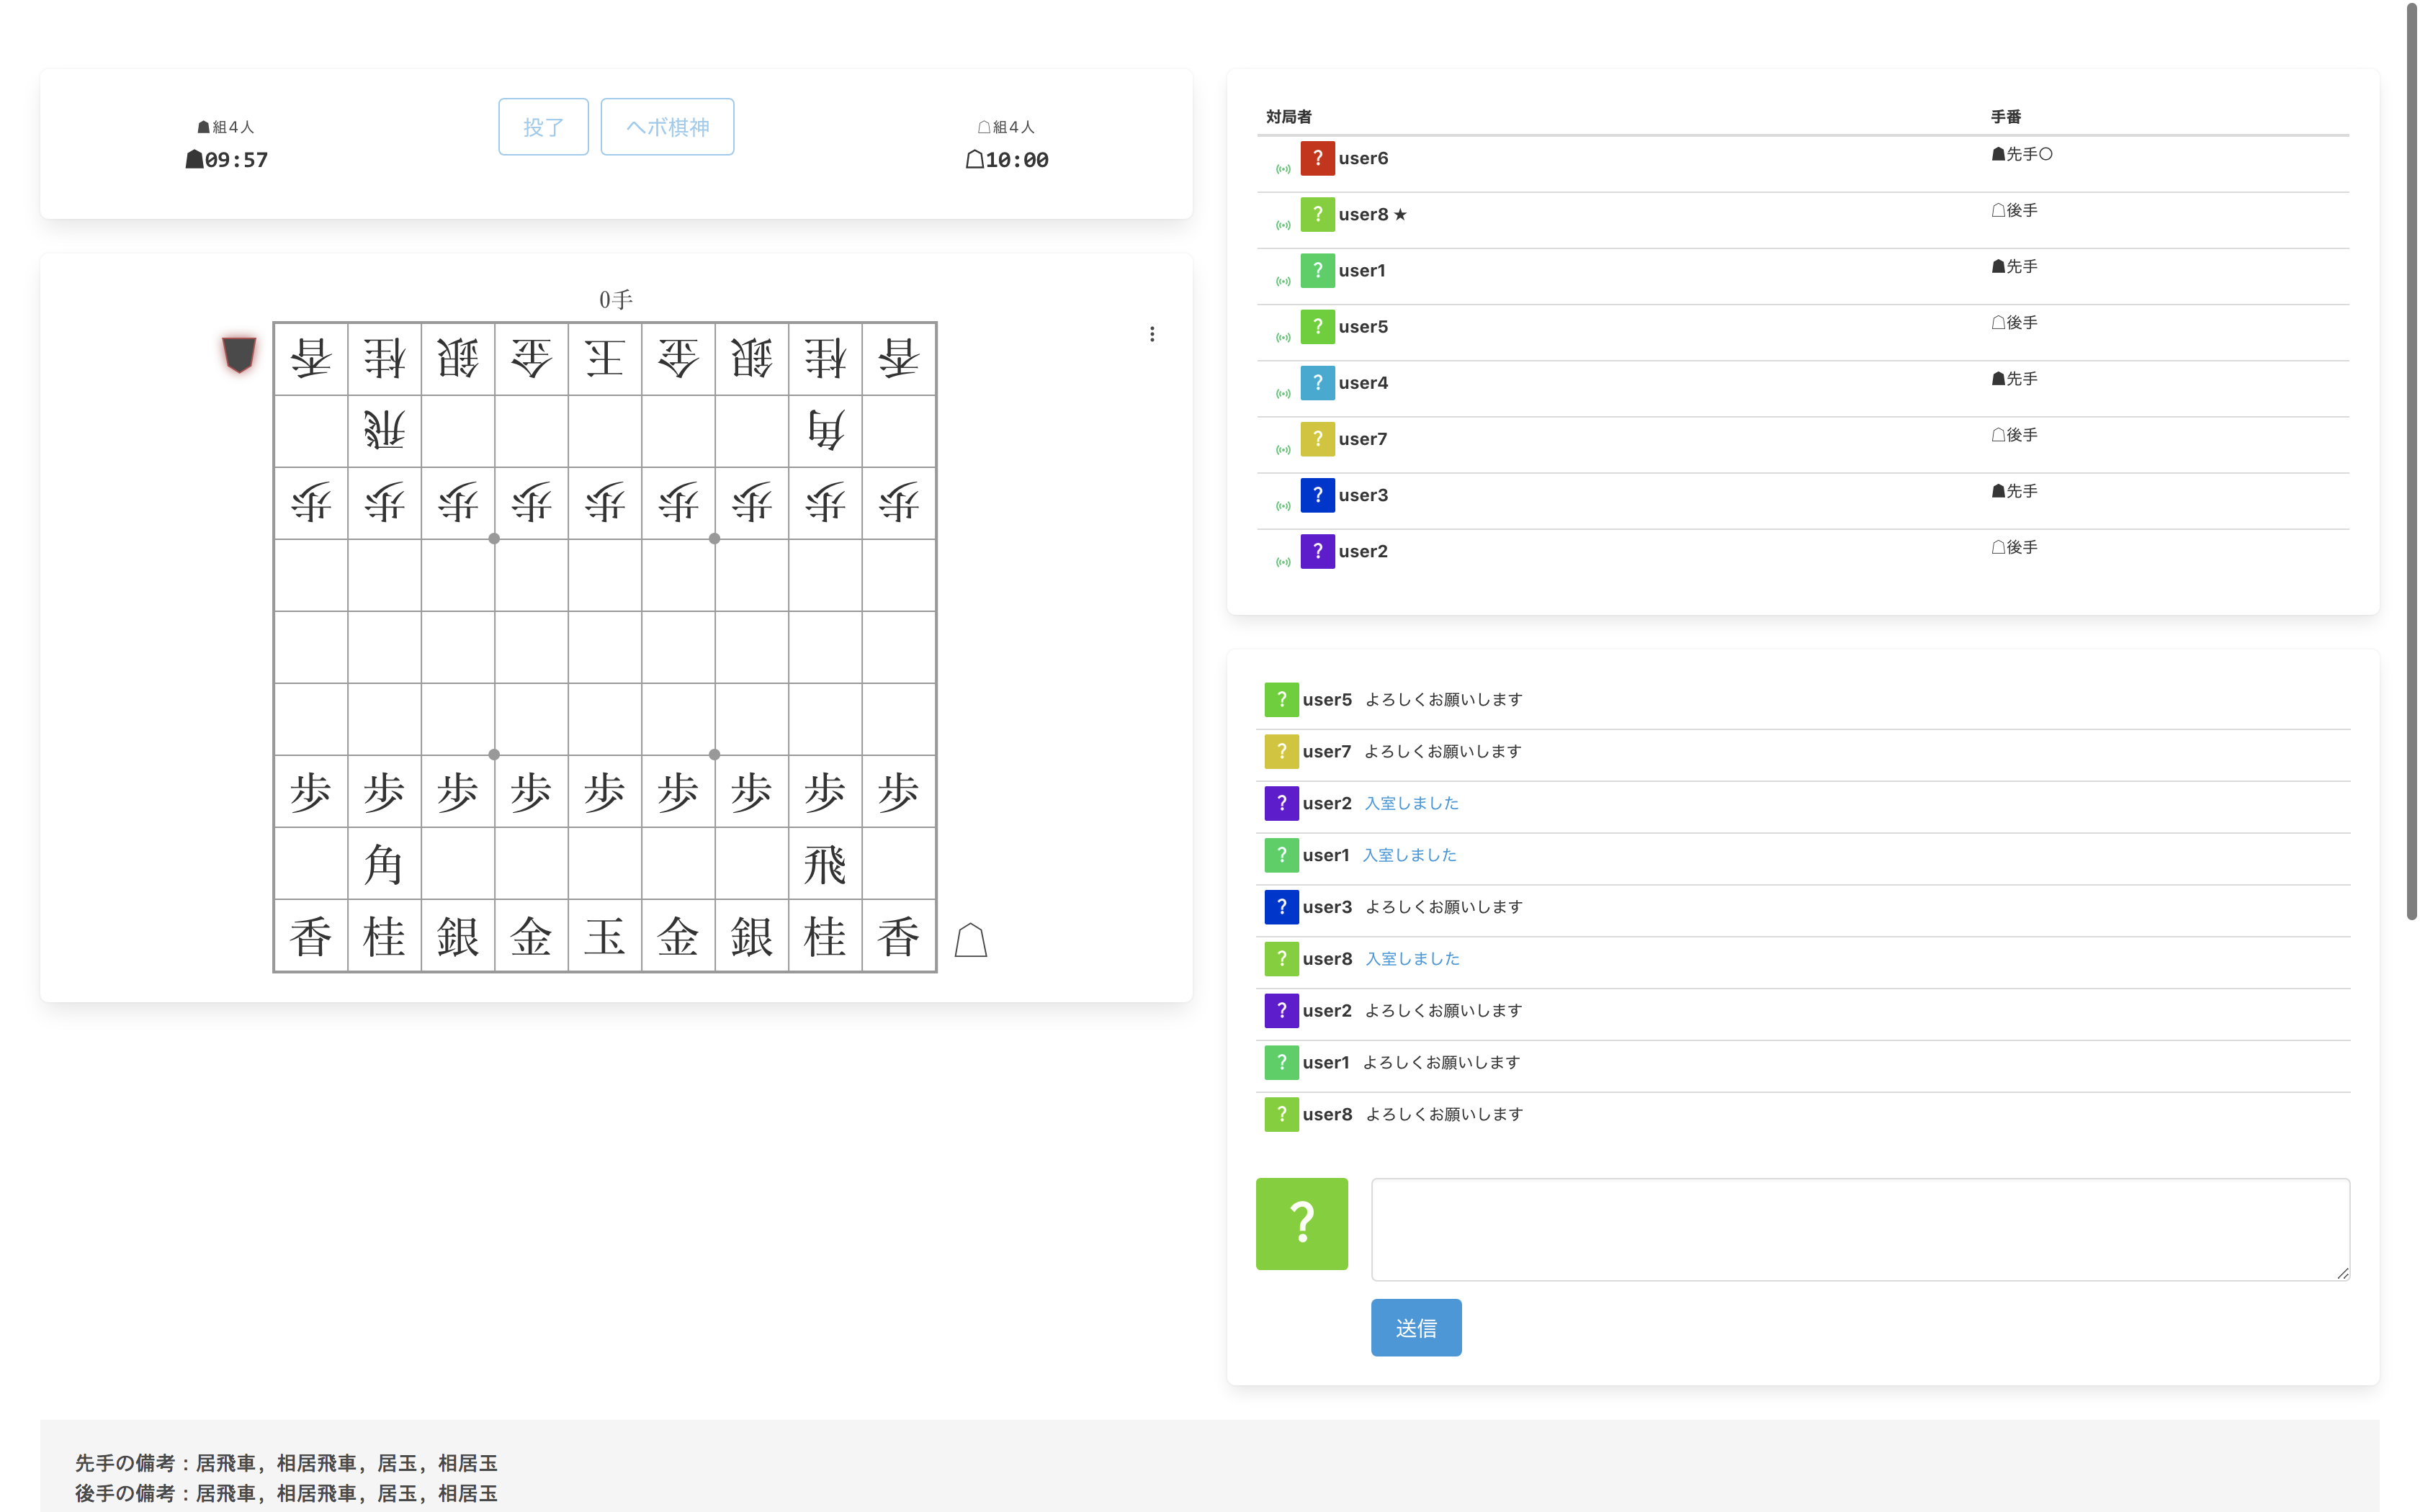 ☗組4人
☗09:57
投了
ヘボ棋神
☖組4人
☖10:00
0手
香桂銀金王金銀桂香
飛角
歩歩歩歩歩歩歩歩歩
歩歩歩歩歩歩歩歩歩
角飛
香桂銀金玉金銀桂香
対局者 手番
? user6 ☗先手〇
? user8 ★ ☖後手
? user1 ☗先手
? user5 ☖後手
? user4 ☗先手
? user7 ☖後手
? user3 ☗先手
? user2 ☖後手
? user5 よろしくお願いします
? user7 よろしくお願いします
? user2 入室しました
? user1 入室しました
? user3 よろしくお願いします
? user8 入室しました
? user2 よろしくお願いします
? user1 よろしくお願いします
? user8 よろしくお願いします
?
送信
先手の備考:居飛車, 相居飛車, 居玉, 相居玉
後手の備考:居飛車, 相居飛車, 居玉, 相居玉